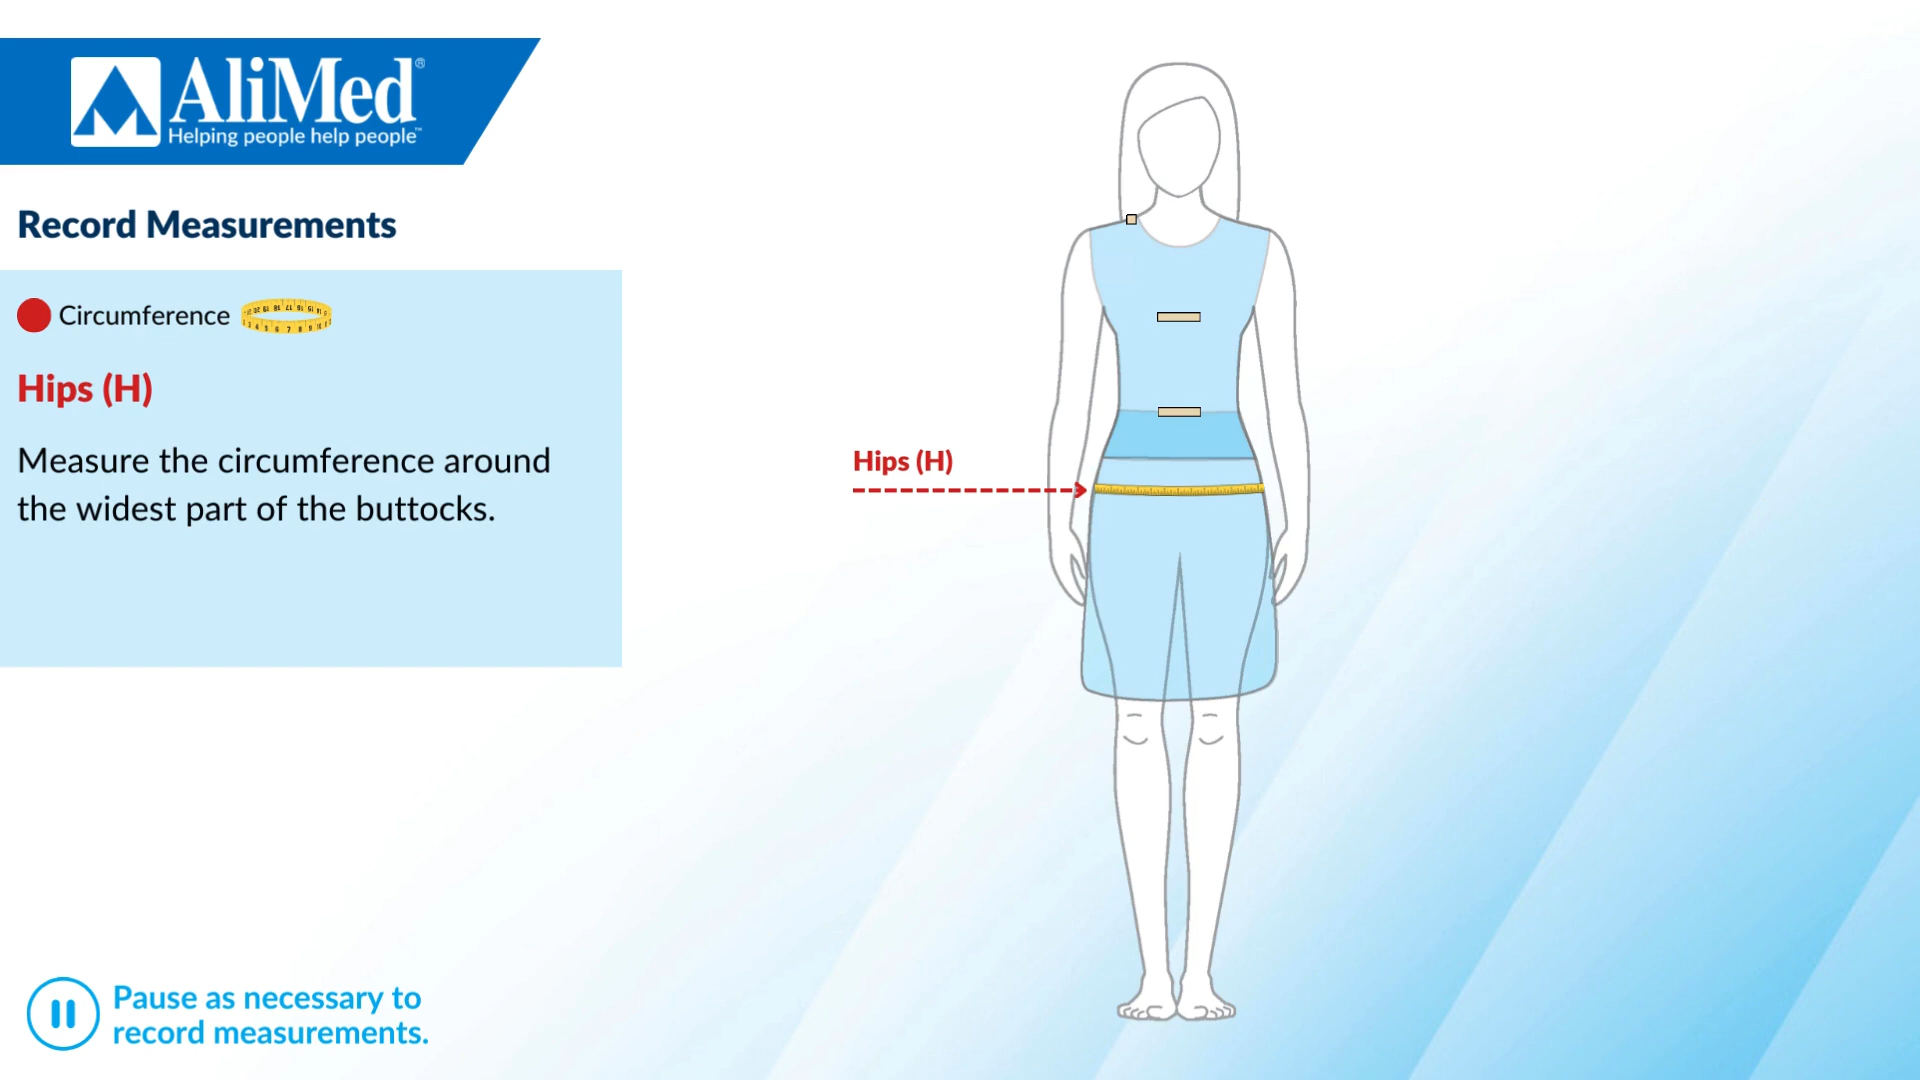 AliMed®
Helping people help people™
Record Measurements
Circumference
Hips (H)
Measure the circumference around
the widest part of the buttocks.
Hips (H)
Pause as necessary to
record measurements.